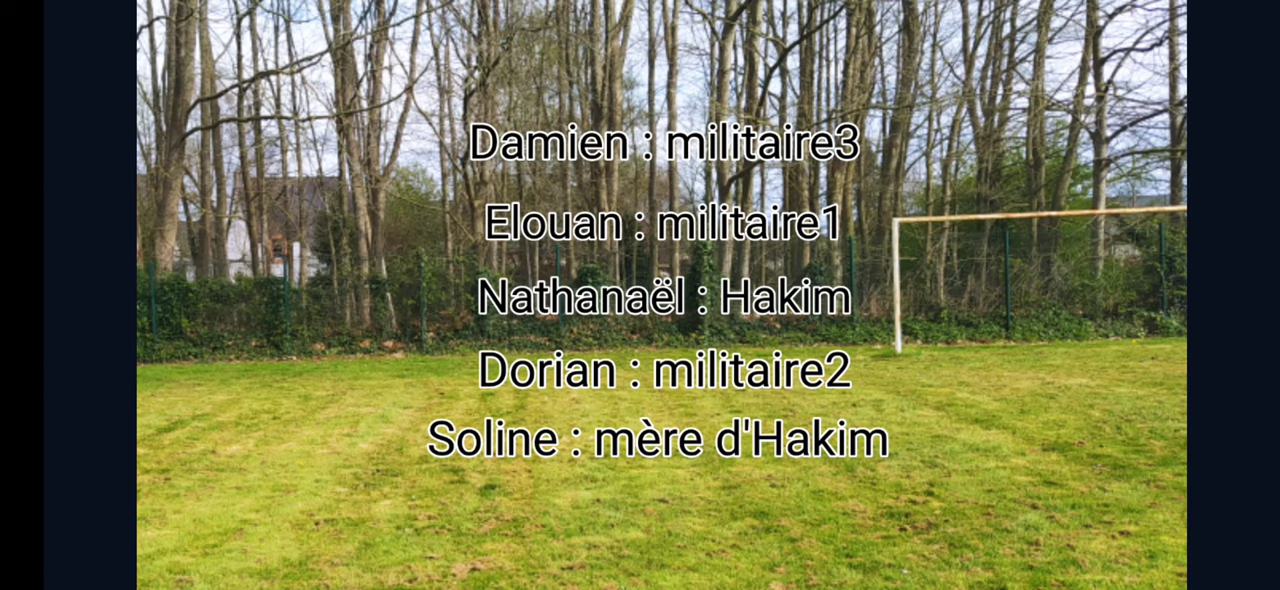 Damien : militaire3
Elouan : militaire1
Nathanaël : Hakim
Dorian : militaire2
Soline : mère d'Hakim